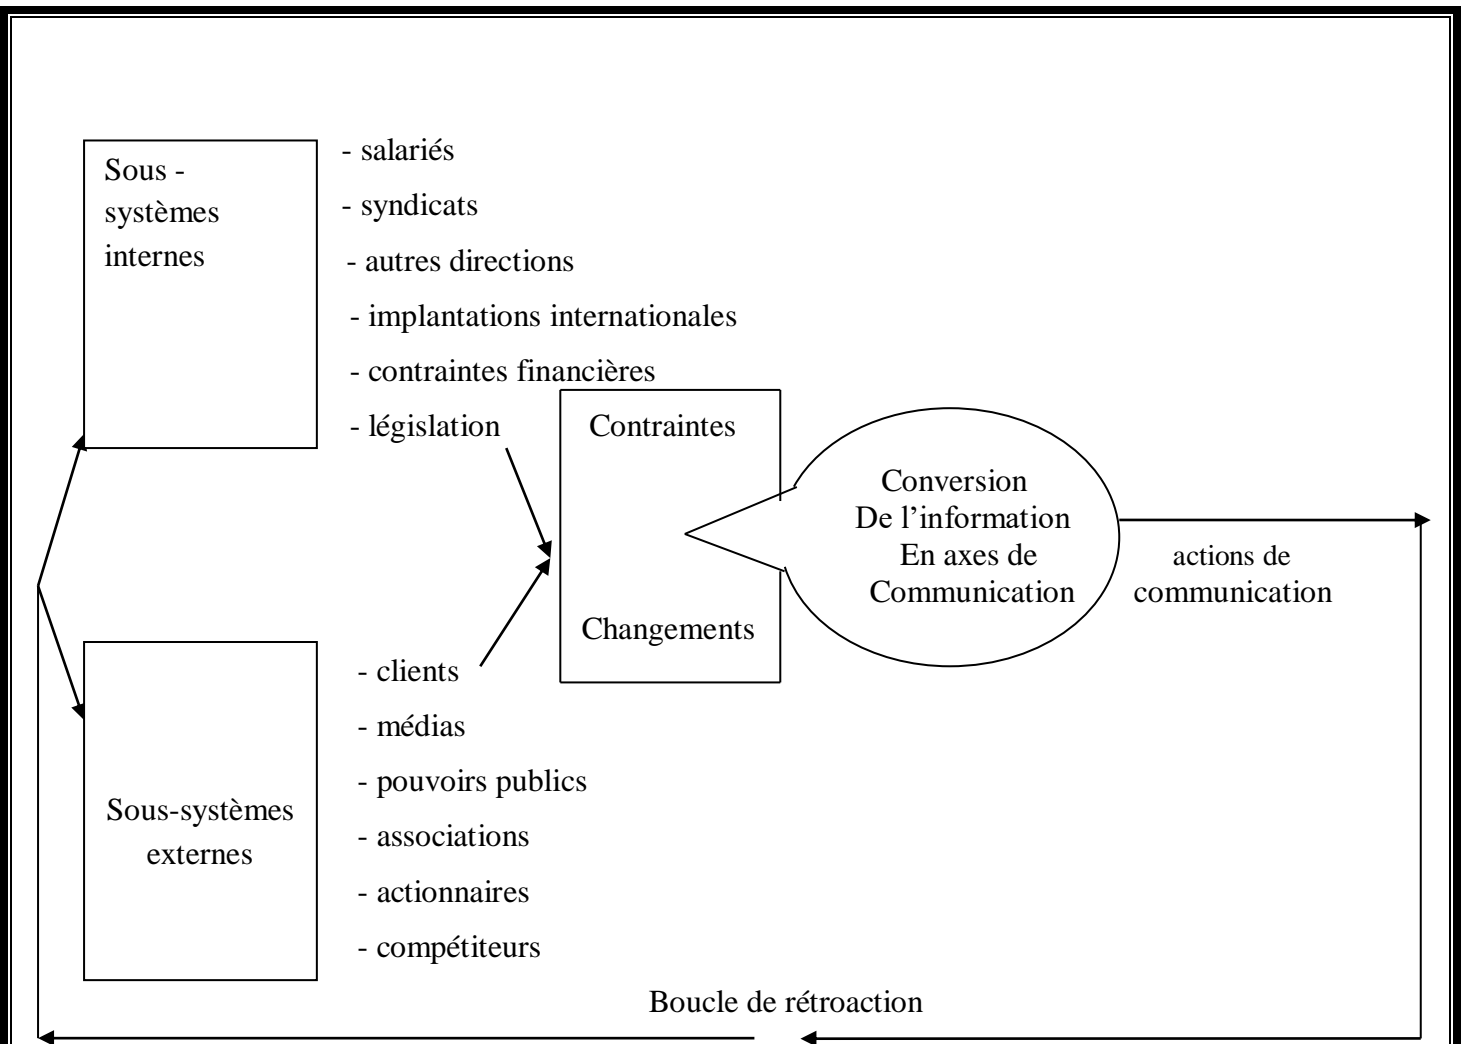 Sous -
systèmes
internes
- salariés
- syndicats
- autres directions
- implantations internationales
- contraintes financières
- législation
Contraintes
Changements
Conversion
De l’information
En axes de
Communication
actions de
communication
Sous-systèmes
externes
- clients
- médias
- pouvoirs publics
- associations
- actionnaires
- compétiteurs
Boucle de rétroaction